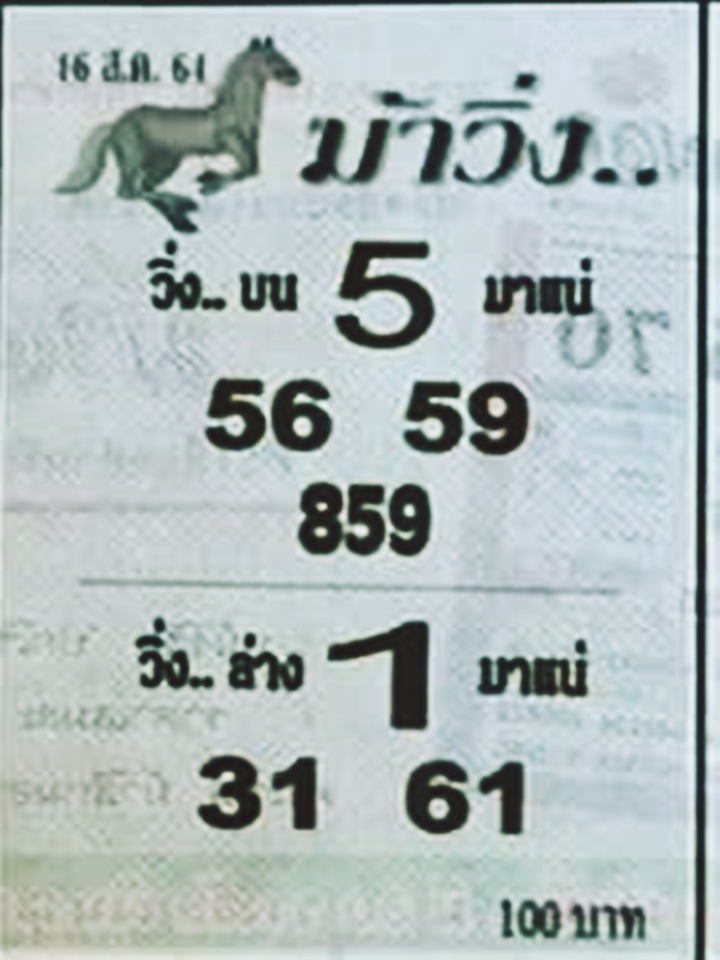 16 ส.ค. 64
ม้าวิ่ง..
วิ่ง.. บน 5 มาแน่
56 59
859
วิ่ง.. ล่าง 1 มาแน่
31 61
100 บาท